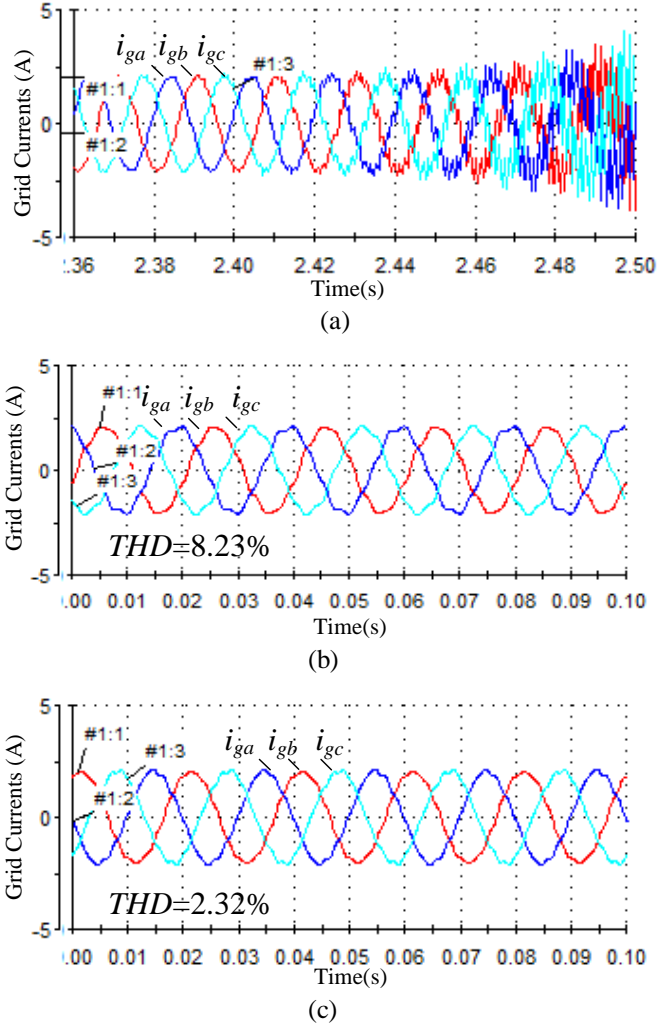 5
i_ga i_gb i_gc
#1:3
#1:1
0
#1:2
-5
Grid Currents (A)
:.36 2.38 2.40 2.42 2.44 2.46 2.48 2.50
Time(s)
(a)
5
#1:1
i_ga i_gb i_gc
#1:2
0
#1:3
THD=8.23%
-5
Grid Currents (A)
:.00 0.01 0.02 0.03 0.04 0.05 0.06 0.07 0.08 0.09 0.10
Time(s)
(b)
5
#1:1
#1:3
i_ga i_gb i_gc
#1:2
0
THD=2.32%
-5
Grid Currents (A)
:.00 0.01 0.02 0.03 0.04 0.05 0.06 0.07 0.08 0.09 0.10
Time(s)
(c)